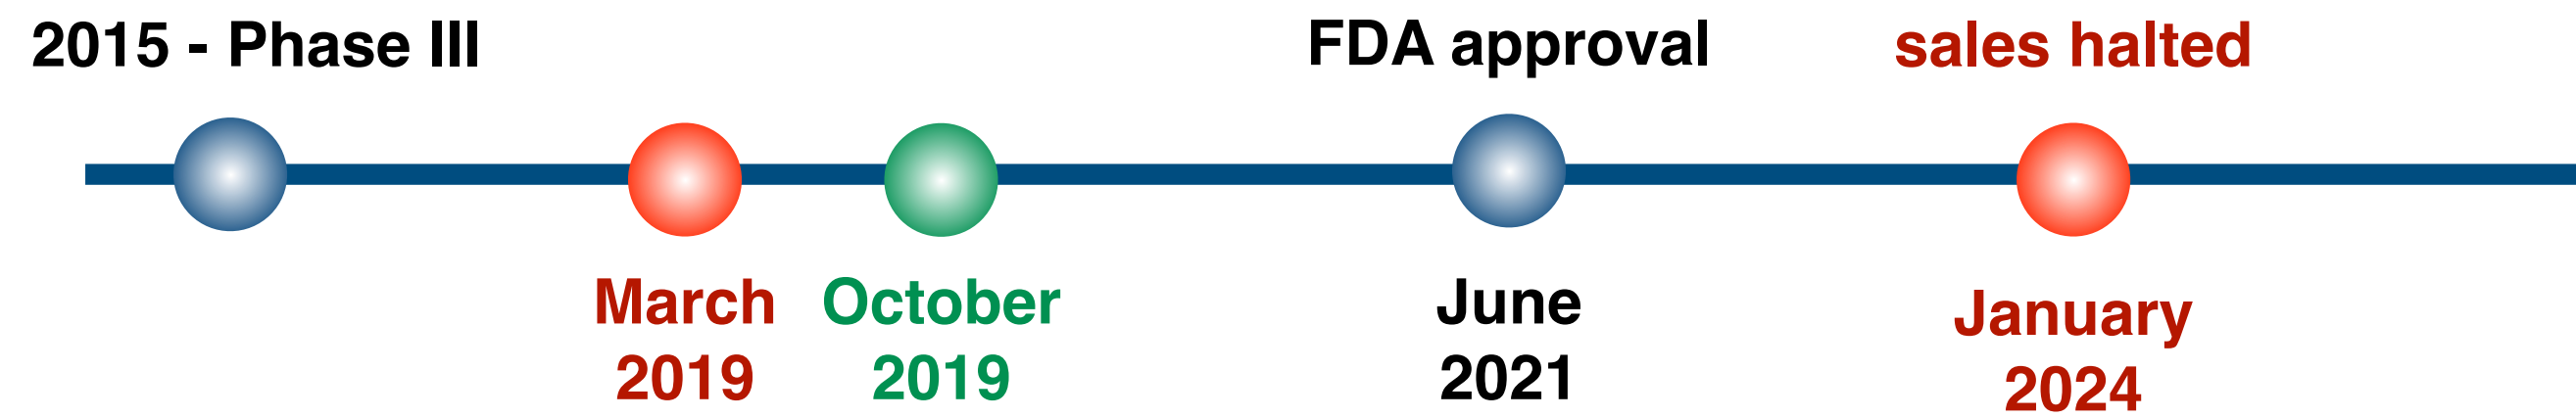 2015 - Phase III
FDA approval
sales halted
March
2019
October
2019
June
2021
January
2024